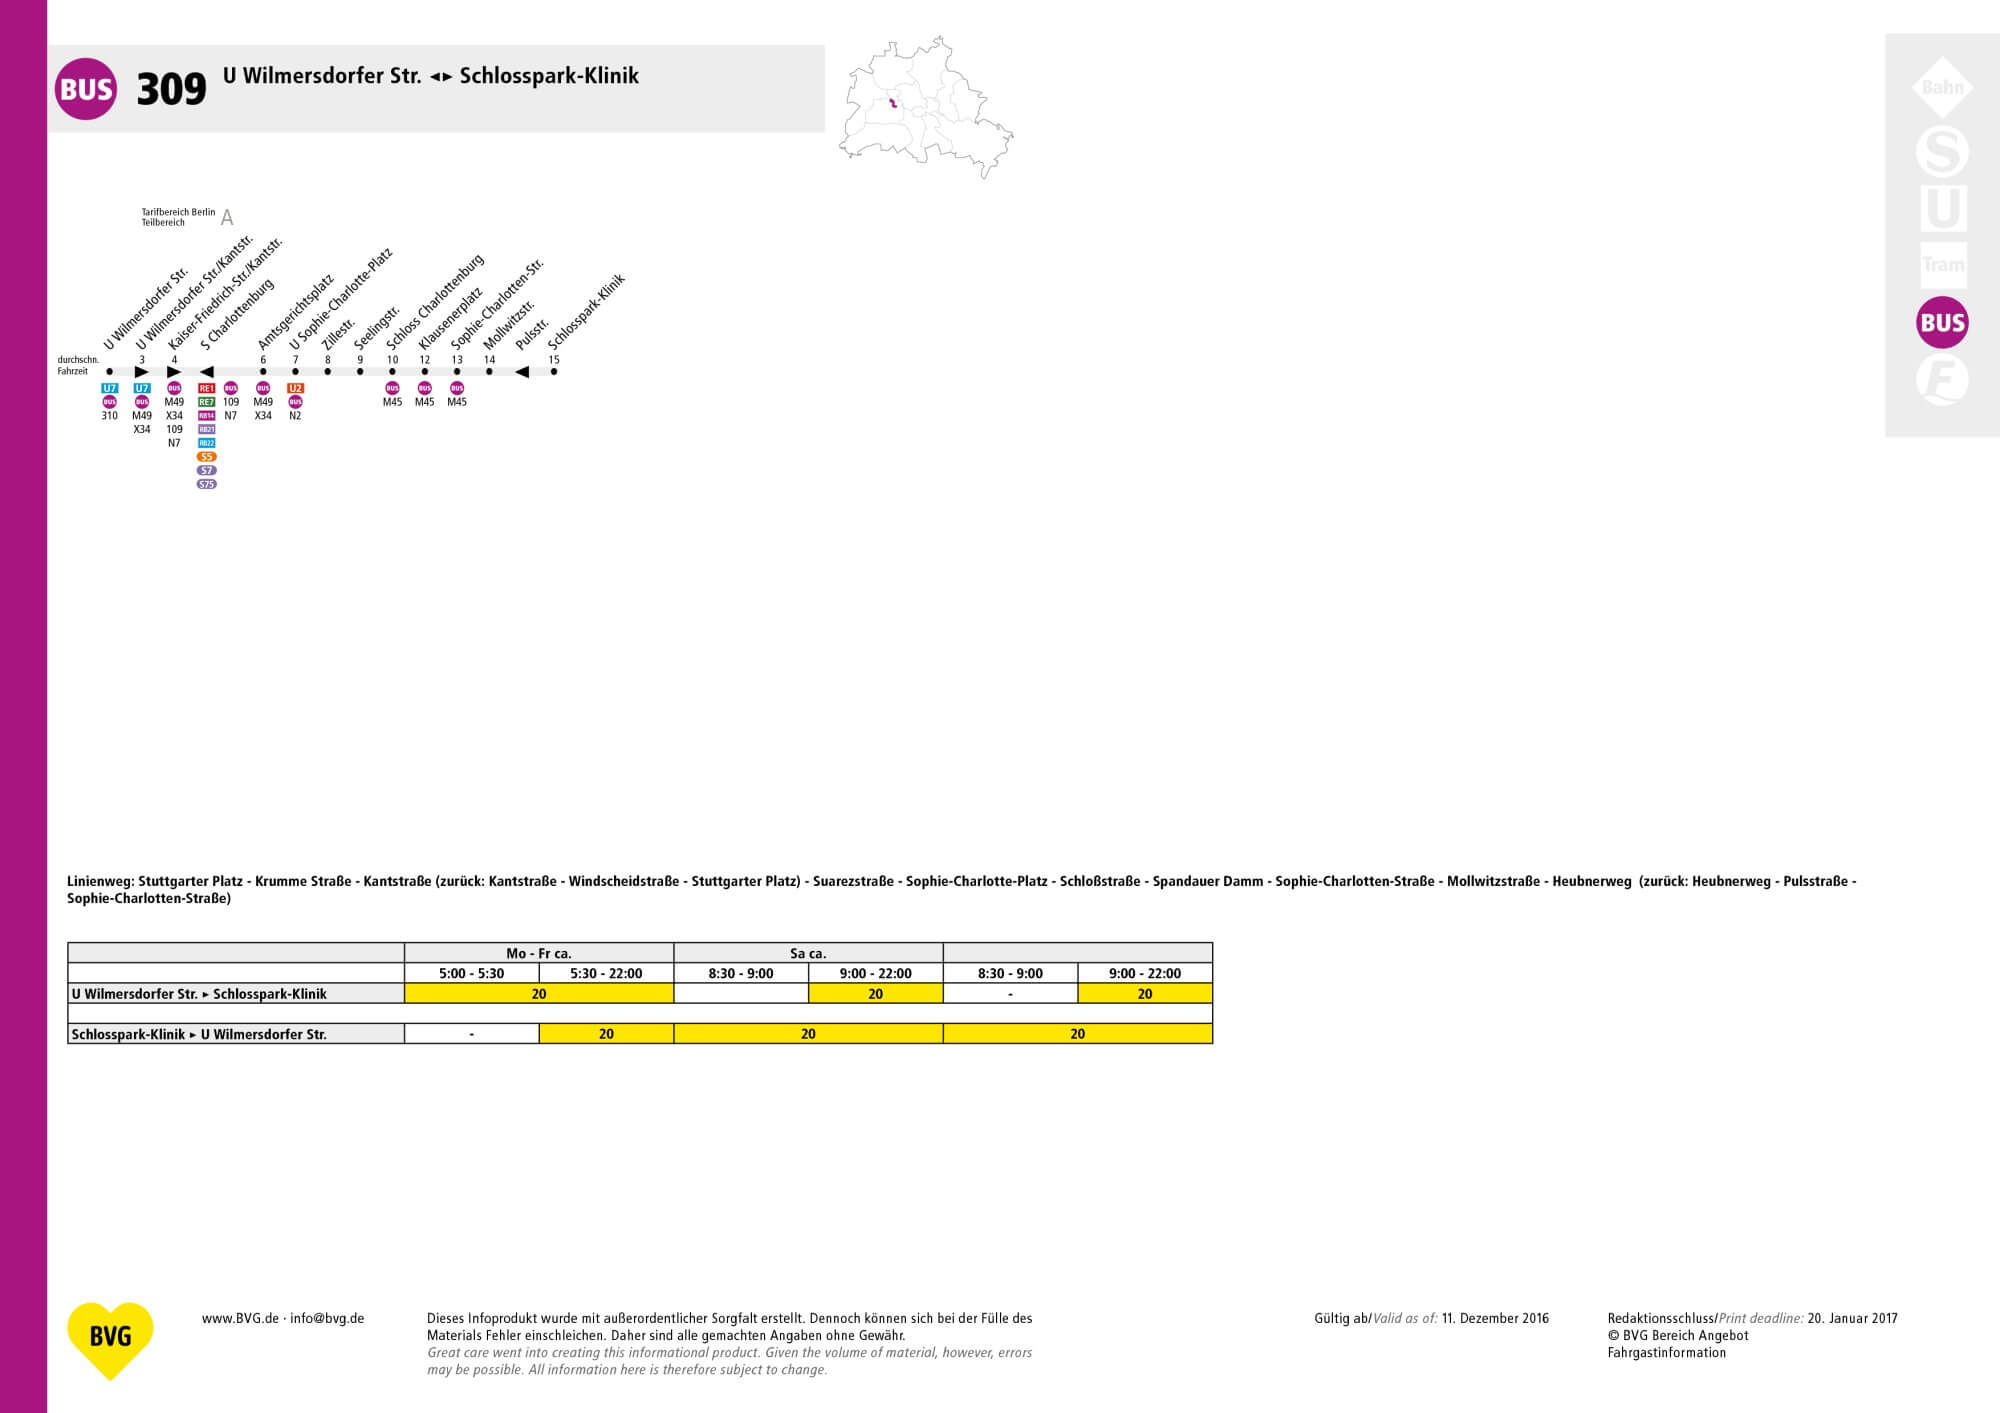 BUS 309 U Wilmersdorfer Str. ◄► Schlosspark-Klinik
Bahn
S
U
Tram
BUS
F
Tarifbereich Berlin
Teilbereich A
U Wilmersdorfer Str.
U Wilmersdorfer Str./Kantstr.
Kaiser-Friedrich-Str./Kantstr.
S Charlottenburg
Amtsgerichtsplatz
U Sophie-Charlotte-Platz
Zillestr.
Seelingstr.
Schloss Charlottenburg
Klausenerplatz
Sophie-Charlotten-Str.
Mollwitzstr.
Pulsstr.
Schlosspark-Klinik
durchschn. 3 4 6 7 8 9 10 12 13 14 15
Fahrzeit
U7 U7 BUS RE1 BUS BUS U2 BUS BUS BUS
BUS BUS M49 RE7 109 M49 BUS M45 M45 M45
310 M49 X34 RB14 N7 X34 N2
X34 109 RB21
N7 RB22
S5
S7
S75
Linienweg: Stuttgarter Platz - Krumme Straße - Kantstraße (zurück: Kantstraße - Windscheidstraße - Stuttgarter Platz) - Suarezstraße - Sophie-Charlotte-Platz - Schloßstraße - Spandauer Damm - Sophie-Charlotten-Straße - Mollwitzstraße - Heubnerweg (zurück: Heubnerweg - Pulsstraße -
Sophie-Charlotten-Straße)
Mo - Fr ca. Sa ca.
5:00 - 5:30 5:30 - 22:00 8:30 - 9:00 9:00 - 22:00 8:30 - 9:00 9:00 - 22:00
U Wilmersdorfer Str. ► Schlosspark-Klinik 20 20 - 20
Schlosspark-Klinik ► U Wilmersdorfer Str. - 20 20 20
BVG
www.BVG.de · info@bvg.de
Dieses Infoprodukt wurde mit außerordentlicher Sorgfalt erstellt. Dennoch können sich bei der Fülle des
Materials Fehler einschleichen. Daher sind alle gemachten Angaben ohne Gewähr.
Great care went into creating this informational product. Given the volume of material, however, errors
may be possible. All information here is therefore subject to change.
Gültig ab/Valid as of: 11. Dezember 2016
Redaktionsschluss/Print deadline: 20. Januar 2017
© BVG Bereich Angebot
Fahrgastinformation